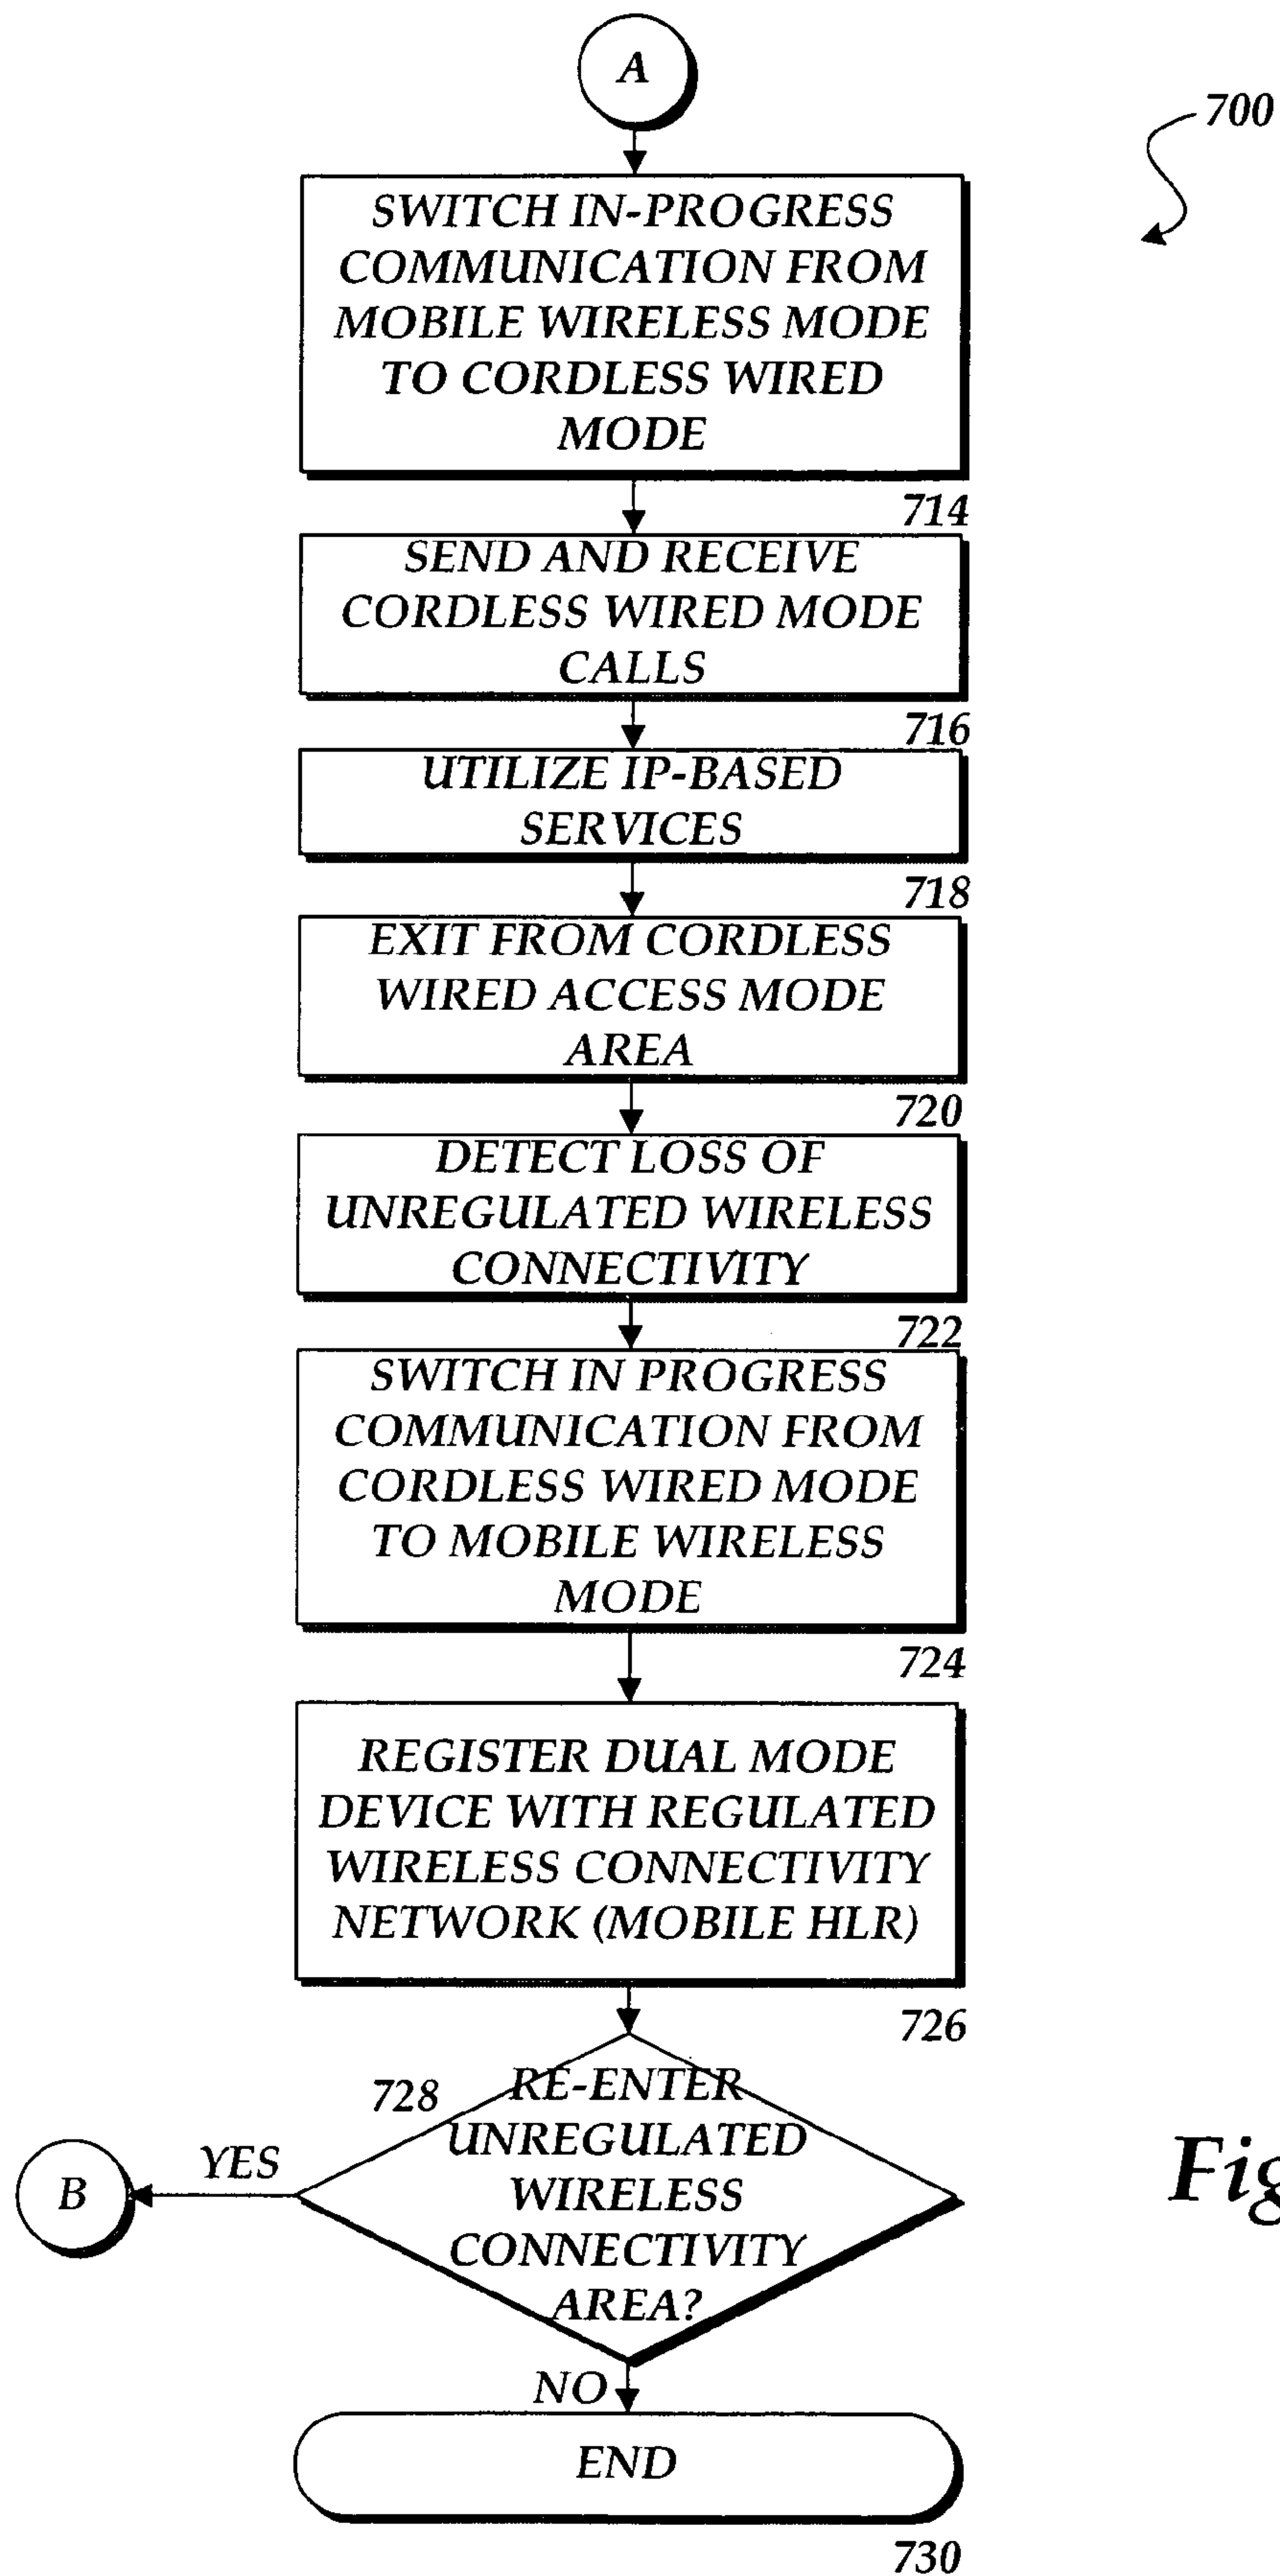 A
700
SWITCH IN-PROGRESS
COMMUNICATION FROM
MOBILE WIRELESS MODE
TO CORDLESS WIRED
MODE
714
SEND AND RECEIVE
CORDLESS WIRED MODE
CALLS
716
UTILIZE IP-BASED
SERVICES
718
EXIT FROM CORDLESS
WIRED ACCESS MODE
AREA
720
DETECT LOSS OF
UNREGULATED WIRELESS
CONNECTIVITY
722
SWITCH IN PROGRESS
COMMUNICATION FROM
CORDLESS WIRED MODE
TO MOBILE WIRELESS
MODE
724
REGISTER DUAL MODE
DEVICE WITH REGULATED
WIRELESS CONNECTIVITY
NETWORK (MOBILE HLR)
726
728
RE-ENTER
UNREGULATED
WIRELESS
CONNECTIVITY
AREA?
YES
B
Fig
NO
END
730